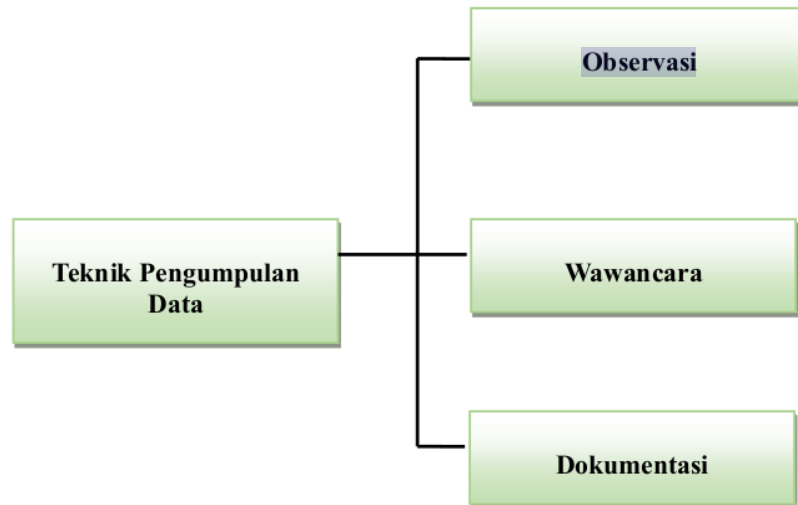 Observasi
Teknik Pengumpulan
Data
Wawancara
Dokumentasi